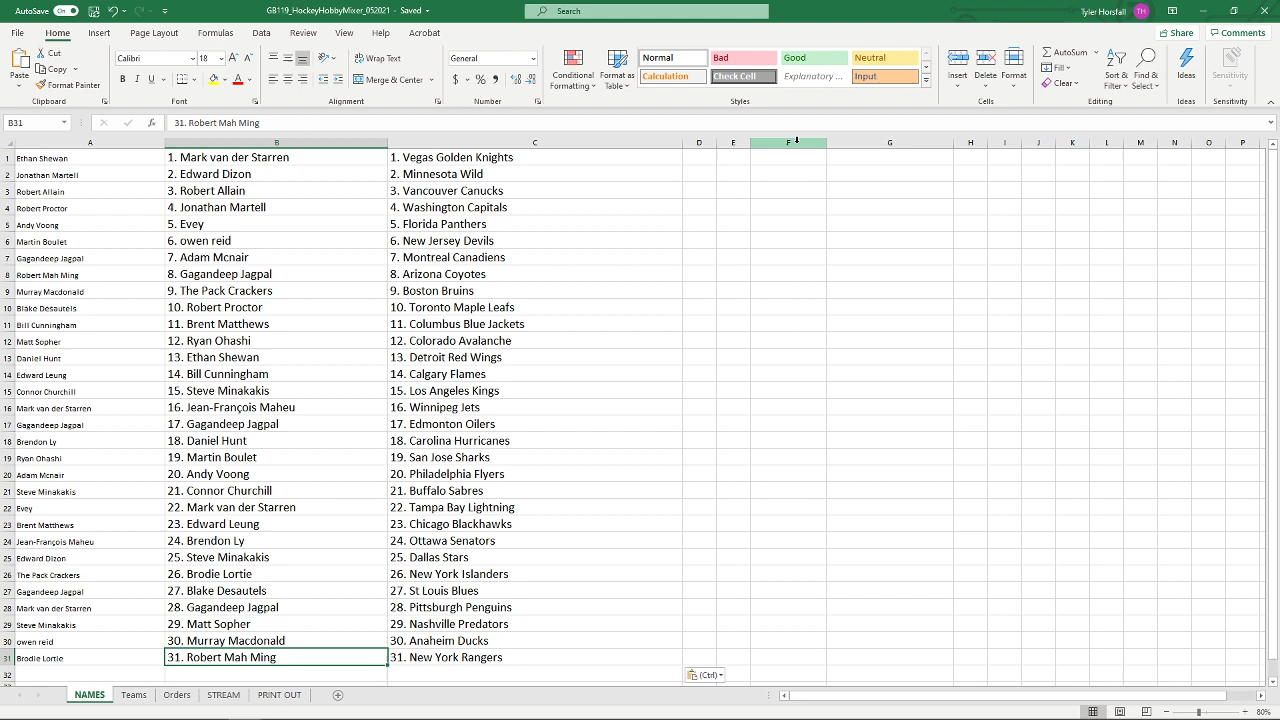 AutoSave On GB119_HockeyHobbyMixer_052021 - Saved Search Tyler Horsfall TH
File Home Insert Page Layout Formulas Data Review View Help Acrobat Share Comments
Paste Cut Copy Format Painter Clipboard
Calibri 18 A A B I U A Font
Wrap Text Merge & Center Alignment
General $ % Number
Conditional Formatting Format as Table
Normal Bad Good Neutral
Calculation Check Cell Explanatory ... Input
Styles
Insert Delete Format Cells
AutoSum Fill Clear Sort & Filter Find & Select Editing
Ideas Ideas
Sensitivity Sensitivity
B31 fx 31. Robert Mah Ming
A B C D E F G H I J K L M N O P
1 Ethan Shewan 1. Mark van der Starren 1. Vegas Golden Knights
2 Jonathan Martell 2. Edward Dizon 2. Minnesota Wild
3 Robert Allain 3. Robert Allain 3. Vancouver Canucks
4 Robert Proctor 4. Jonathan Martell 4. Washington Capitals
5 Andy Voong 5. Evey 5. Florida Panthers
6 Martin Boulet 6. owen reid 6. New Jersey Devils
7 Gagandeep Jagpal 7. Adam Mcnair 7. Montreal Canadiens
8 Robert Mah Ming 8. Gagandeep Jagpal 8. Arizona Coyotes
9 Murray Macdonald 9. The Pack Crackers 9. Boston Bruins
10 Blake Desautels 10. Robert Proctor 10. Toronto Maple Leafs
11 Bill Cunningham 11. Brent Matthews 11. Columbus Blue Jackets
12 Matt Sopher 12. Ryan Ohashi 12. Colorado Avalanche
13 Daniel Hunt 13. Ethan Shewan 13. Detroit Red Wings
14 Edward Leung 14. Bill Cunningham 14. Calgary Flames
15 Connor Churchill 15. Steve Minakakis 15. Los Angeles Kings
16 Mark van der Starren 16. Jean-François Maheu 16. Winnipeg Jets
17 Gagandeep Jagpal 17. Gagandeep Jagpal 17. Edmonton Oilers
18 Brendon Ly 18. Daniel Hunt 18. Carolina Hurricanes
19 Ryan Ohashi 19. Martin Boulet 19. San Jose Sharks
20 Adam Mcnair 20. Andy Voong 20. Philadelphia Flyers
21 Steve Minakakis 21. Connor Churchill 21. Buffalo Sabres
22 Evey 22. Mark van der Starren 22. Tampa Bay Lightning
23 Brent Matthews 23. Edward Leung 23. Chicago Blackhawks
24 Jean-François Maheu 24. Brendon Ly 24. Ottawa Senators
25 Edward Dizon 25. Steve Minakakis 25. Dallas Stars
26 The Pack Crackers 26. Brodie Lortie 26. New York Islanders
27 Gagandeep Jagpal 27. Blake Desautels 27. St Louis Blues
28 Mark van der Starren 28. Gagandeep Jagpal 28. Pittsburgh Penguins
29 Steve Minakakis 29. Matt Sopher 29. Nashville Predators
30 owen reid 30. Murray Macdonald 30. Anaheim Ducks
31 Brodie Lortie 31. Robert Mah Ming 31. New York Rangers
32 (Ctrl)
NAMES Teams Orders STREAM PRINT OUT
80%